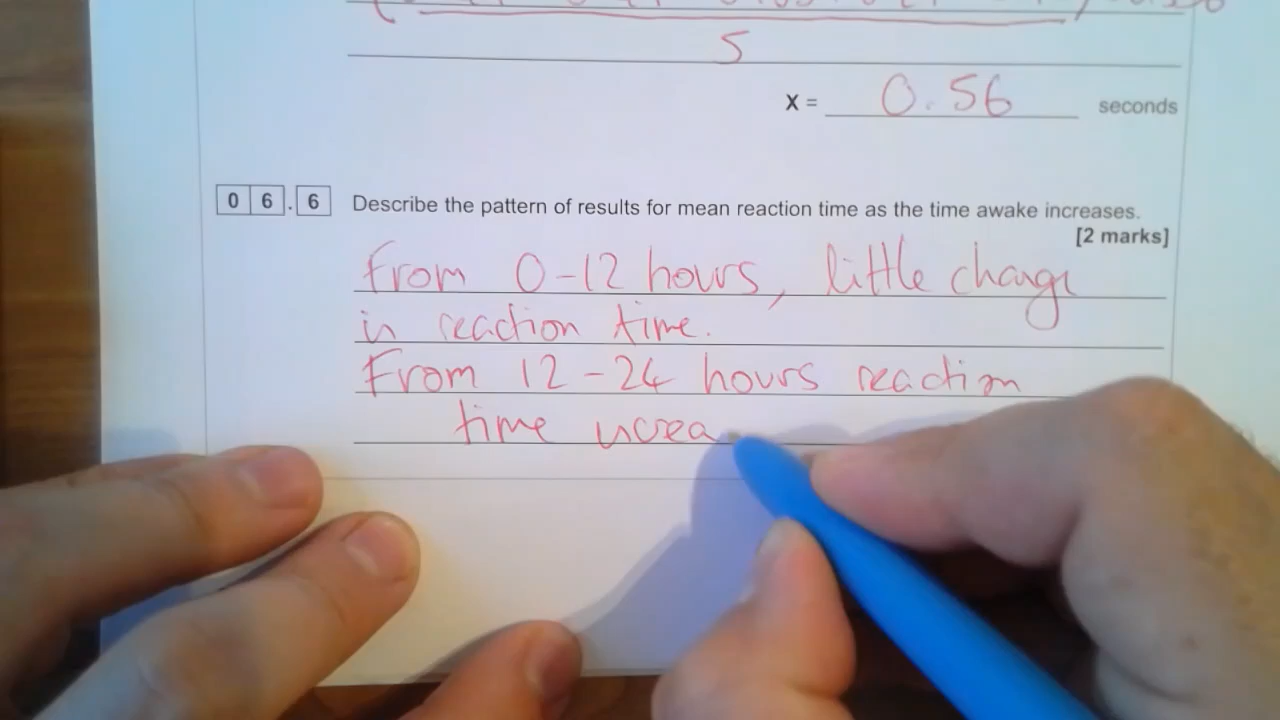 5
x = 0.56 seconds
0 6 . 6 Describe the pattern of results for mean reaction time as the time awake increases.
[2 marks]
From 0-12 hours, little change
in reaction time.
From 12-24 hours reaction
time increa